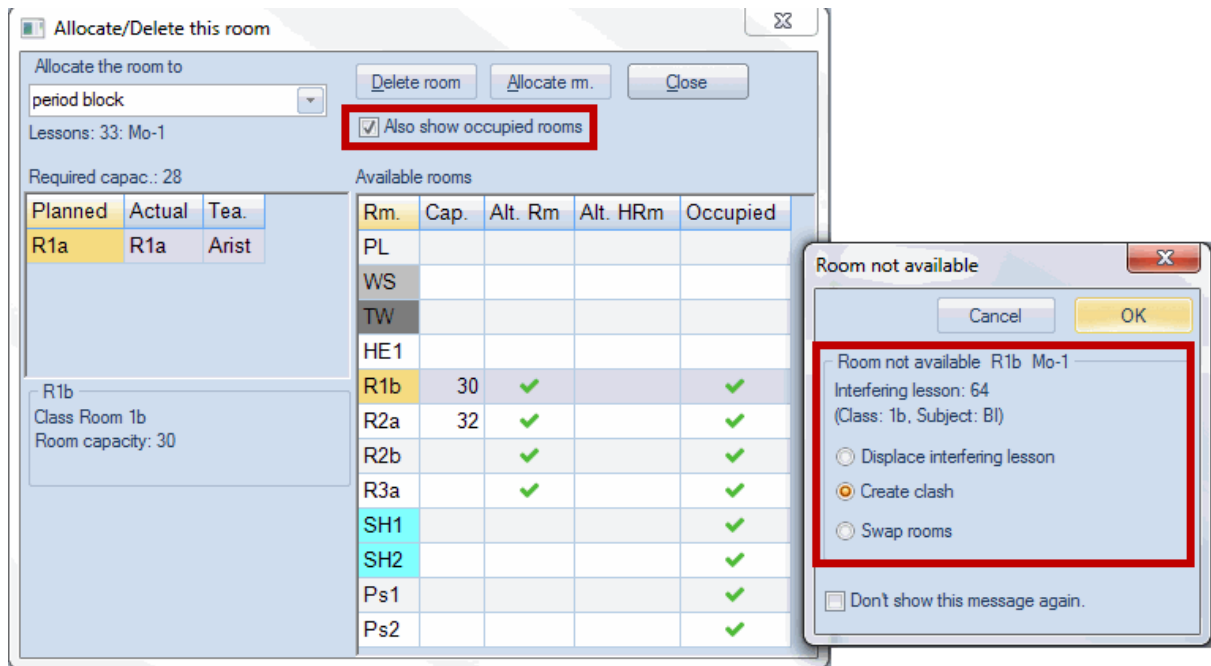 Allocate/Delete this room
Allocate the room to
period block
Lessons: 33: Mo-1
Delete room Allocate rm. Close
Also show occupied rooms
Required capac.: 28
Planned Actual Tea.
R1a R1a Arist
R1b
Class Room 1b
Room capacity: 30
Available rooms
Rm. Cap. Alt. Rm Alt. HRm Occupied
PL
WS
TW
HE1
R1b 30
R2a 32
R2b
R3a
SH1
SH2
Ps1
Ps2
Room not available
Cancel OK
Room not available R1b Mo-1
Interfering lesson: 64
(Class: 1b, Subject: BI)
Displace interfering lesson
Create clash
Swap rooms
Don't show this message again.